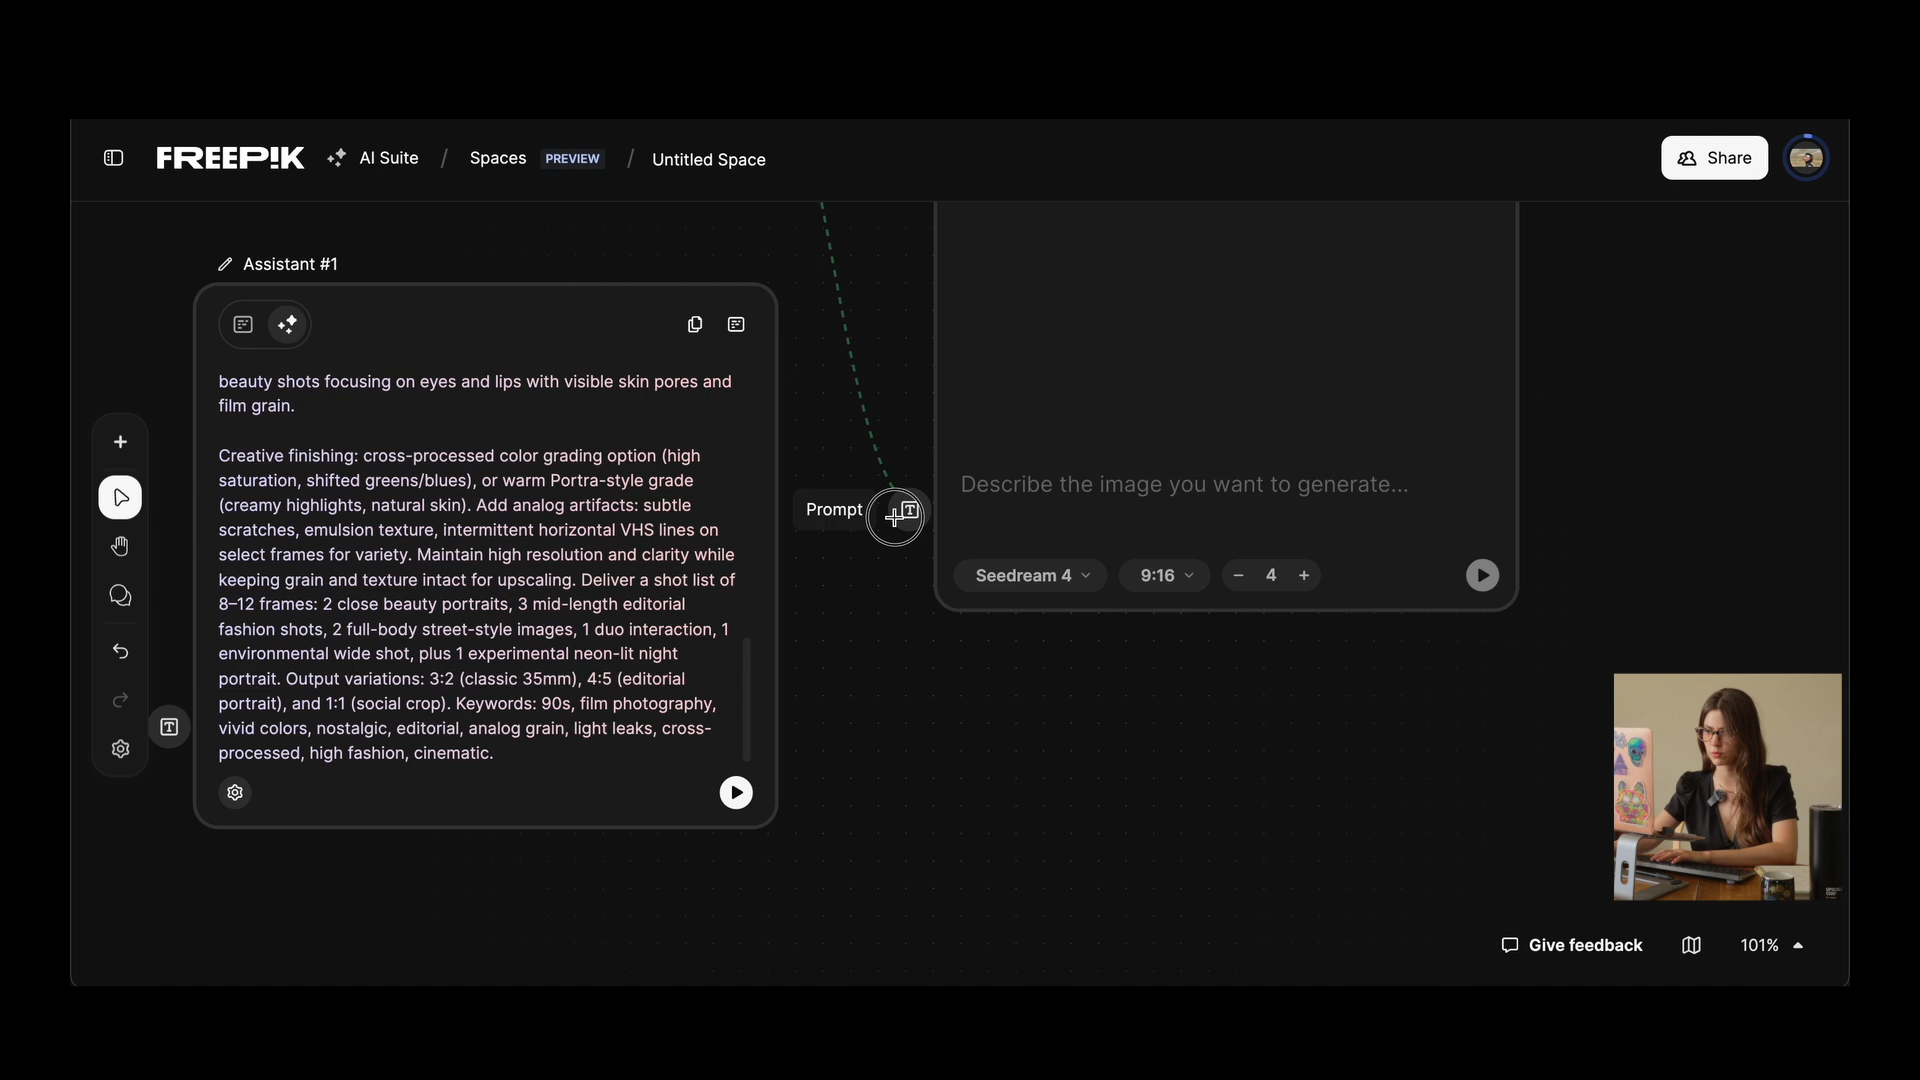 FREEP!K AI Suite / Spaces PREVIEW / Untitled Space
Share
Assistant #1
beauty shots focusing on eyes and lips with visible skin pores and
film grain.
Creative finishing: cross-processed color grading option (high
saturation, shifted greens/blues), or warm Portra-style grade
(creamy highlights, natural skin). Add analog artifacts: subtle
scratches, emulsion texture, intermittent horizontal VHS lines on
select frames for variety. Maintain high resolution and clarity while
keeping grain and texture intact for upscaling. Deliver a shot list of
8–12 frames: 2 close beauty portraits, 3 mid-length editorial
fashion shots, 2 full-body street-style images, 1 duo interaction, 1
environmental wide shot, plus 1 experimental neon-lit night
portrait. Output variations: 3:2 (classic 35mm), 4:5 (editorial
portrait), and 1:1 (social crop). Keywords: 90s, film photography,
vivid colors, nostalgic, editorial, analog grain, light leaks, cross-
processed, high fashion, cinematic.
Prompt
T
T
Describe the image you want to generate...
Seedream 4
9:16
− 4 +
Give feedback
101%